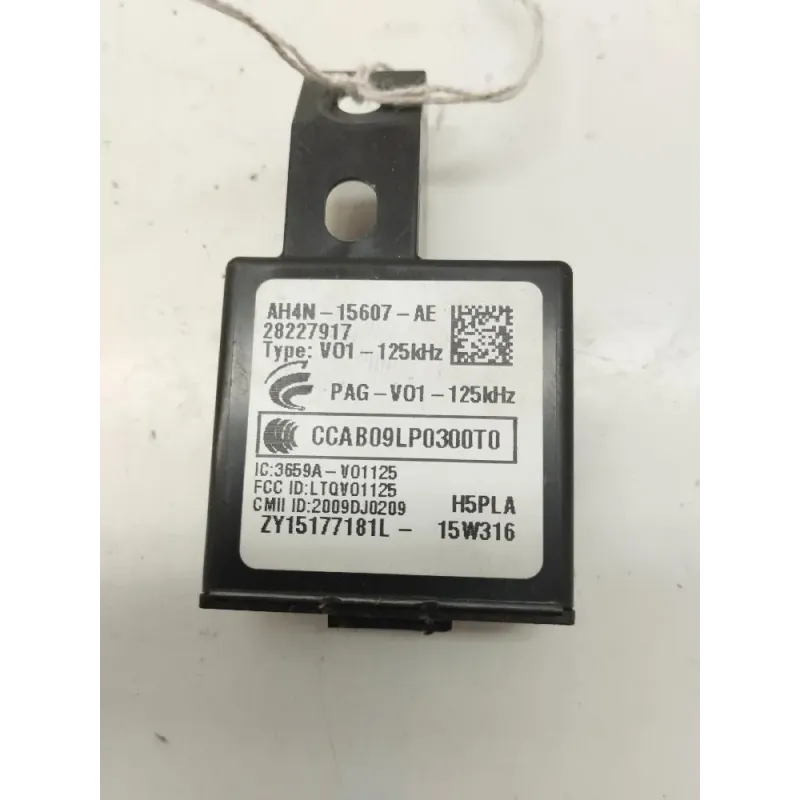 AH4N-15607-AE
28227917
Type: V01-125kHz
PAG-V01-125kHz
CCAB09LP0300T0
IC:3659A-V01125
FCC ID:LTQV01125
CMII ID:2009DJ0209
H5PLA
ZY15177181L- 15W316